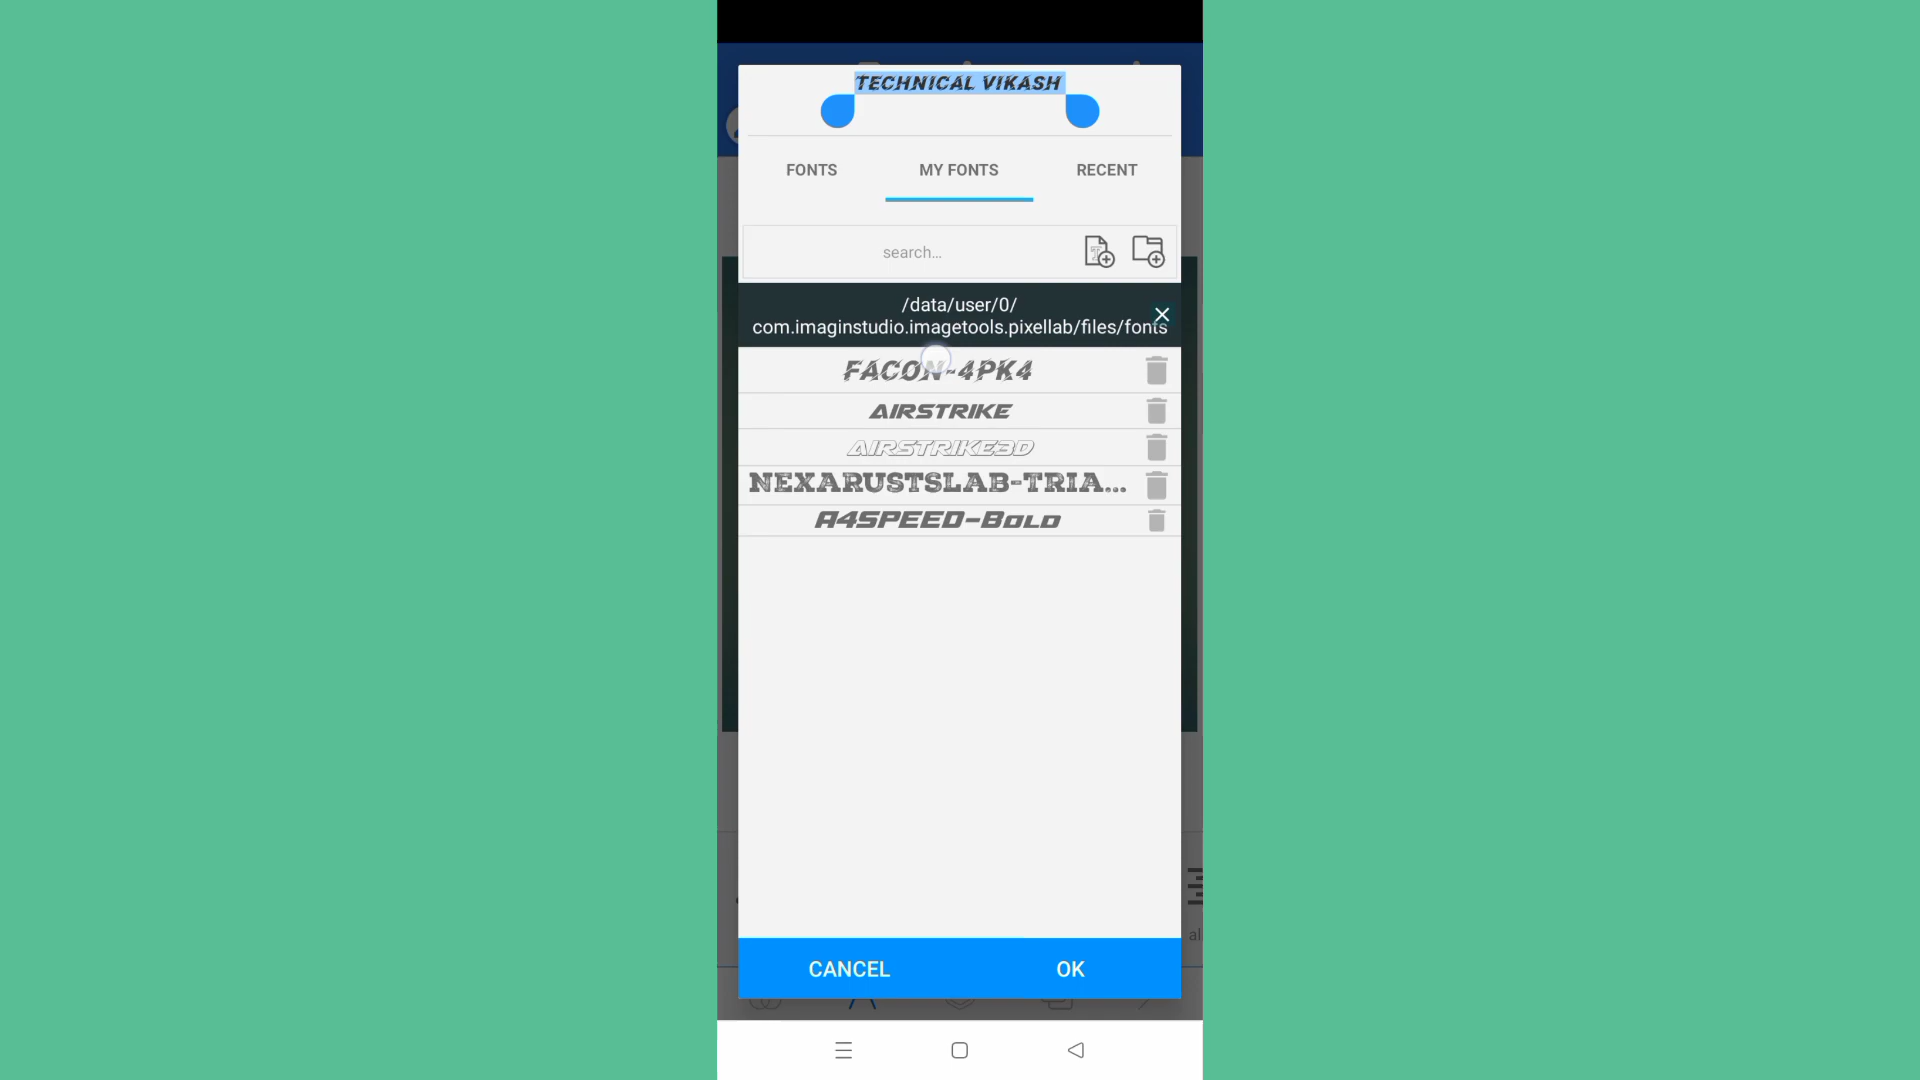 TECHNICAL VIKASH
FONTS
MY FONTS
RECENT
search...
/data/user/0/
com.imaginstudio.imagetools.pixellab/files/fonts
FACON-4PK4
AIRSTRIKE
AIRSTRIKE3D
NEXARUSTSLAB-TRIA...
A4SPEED-BOLD
al
CANCEL
OK